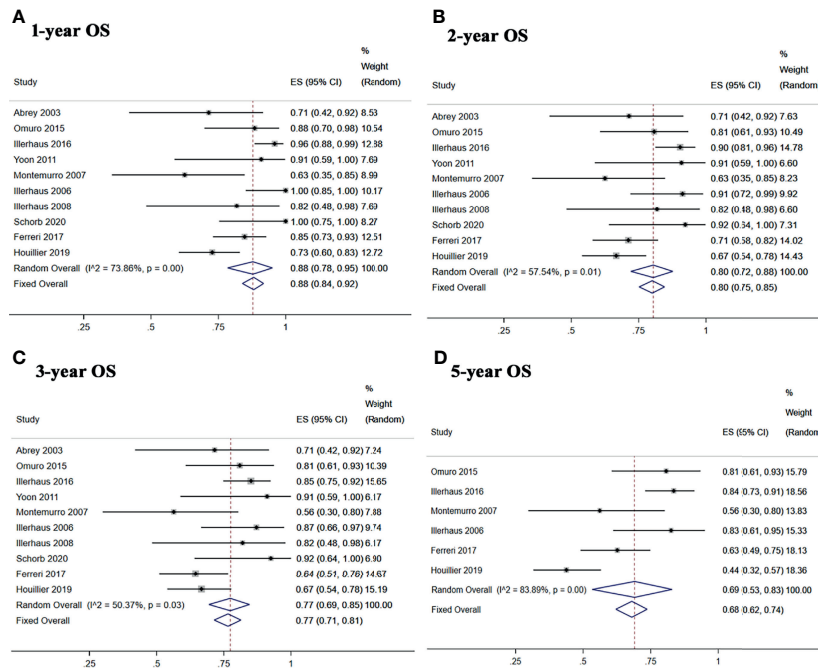 A
1-year OS
%
Weight
Study ES (95% CI) (Random)
Abrey 2003 0.71 (0.42, 0.92) 8.53
Omuro 2015 0.88 (0.70, 0.98) 10.54
Illerhaus 2016 0.96 (0.88, 0.99) 12.88
Yoon 2011 0.91 (0.59, 1.00) 7.69
Montemurro 2007 0.63 (0.35, 0.85) 8.99
Illerhaus 2006 1.00 (0.85, 1.00) 10.17
Illerhaus 2008 0.82 (0.48, 0.98) 7.69
Schorb 2020 1.00 (0.75, 1.00) 8.27
Ferreri 2017 0.85 (0.73, 0.93) 12.51
Houillier 2019 0.73 (0.60, 0.83) 12.72
Random Overall (I^2 = 73.86%, p = 0.00) 0.88 (0.78, 0.95) 100.00
Fixed Overall 0.88 (0.84, 0.92)
.25 .5 .75 1
B
2-year OS
%
Weight
Study ES (95% CI) (Random)
Abrey 2003 0.71 (.42, 0.92) 7.63
Omuro 2015 0.81 (0.61, 0.93) 10.49
Illerhaus 2016 0.90 (0.81, 0.96) 14.78
Yoon 2011 0.91 (0.59, 1.00) 6.60
Montemurro 2007 0.63 (0.35, 0.85) 8.23
Illerhaus 2006 0.91 (0.72, 0.99) 9.92
Illerhaus 2008 0.82 (0.48, 0.98) 6.60
Schorb 2020 0.92 (0.64, 1.00) 7.31
Ferreri 2017 0.71 (0.58, 0.82) 14.02
Houillier 2019 0.67 (0.54, 0.78) 14.43
Random Overall (I^2 = 57.54%, p = 0.01) 0.80 (0.72, 0.88) 100.00
Fixed Overall 0.80 (0.75, 0.85)
.25 .5 .75 1
C
3-year OS
%
Weight
Study ES (95% CI) (Random)
Abrey 2003 0.71 (0.42, 0.92) 7.24
Omuro 2015 0.81 (0.61, 0.93) 10.39
Illerhaus 2016 0.85 (0.75, 0.92) 15.65
Yoon 2011 0.91 (0.59, 1.00) 6.17
Montemurro 2007 0.56 (0.30, 0.80) 7.88
Illerhaus 2006 0.87 (0.66, 0.97) 9.74
Illerhaus 2008 0.82 (0.48, 0.98) 6.17
Schorb 2020 0.92 (0.64, 1.00) 6.90
Ferreri 2017 0.64 (0.51, 0.76) 14.67
Houillier 2019 0.67 (0.54, 0.78) 15.19
Random Overall (I^2 = 50.37%, p = 0.03) 0.77 (0.69, 0.85) 100.00
Fixed Overall 0.77 (0.71, 0.81)
.25 .5 .75 1
D
5-year OS
%
Weight
Study ES (95% CI) (Random)
Omuro 2015 0.81 (0.61, 0.93) 15.79
Illerhaus 2016 0.84 (0.73, 0.91) 18.56
Montemurro 2007 0.56 (0.30, 0.80) 13.83
Illerhaus 2006 0.83 (0.61, 0.95) 15.33
Ferreri 2017 0.63 (0.49, 0.75) 18.13
Houillier 2019 0.44 (0.32, 0.57) 18.36
Random Overall (I^2 = 83.89%, p = 0.00) 0.69 (0.53, 0.83) 100.00
Fixed Overall 0.68 (0.62, 0.74)
.25 .5 .75 1